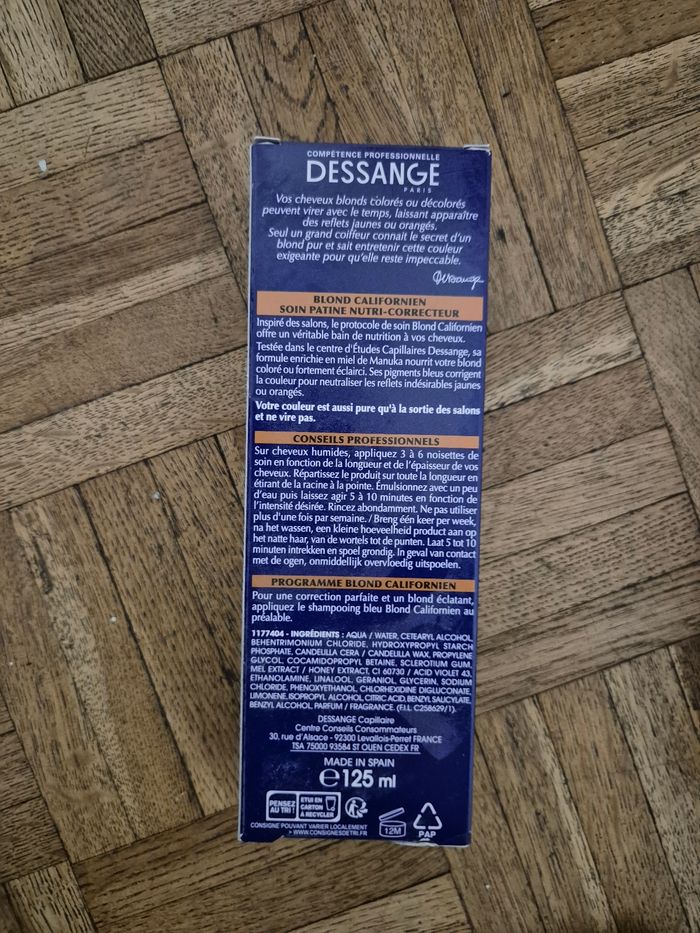 COMPÉTENCE PROFESSIONNELLE
DESSANGE
PARIS
Vos cheveux blonds colorés ou décolorés
peuvent virer avec le temps, laissant apparaître
des reflets jaunes ou orangés.
Seul un grand coiffeur connait le secret d'un
blond pur et sait entretenir cette couleur
exigeante pour qu'elle reste impeccable.
BLOND CALIFORNIEN
SOIN PATINE NUTRI-CORRECTEUR
Inspiré des salons, le protocole de soin Blond Californien
offre un véritable bain de nutrition à vos cheveux.
Testée dans le centre d'Études Capillaires Dessange, sa
formule enrichie en miel de Manuka nourrit votre blond
coloré ou fortement éclairci. Ses pigments bleus corrigent
la couleur pour neutraliser les reflets indésirables jaunes
ou orangés.
Votre couleur est aussi pure qu'à la sortie des salons
et ne vire pas.
CONSEILS PROFESSIONNELS
Sur cheveux humides, appliquez 3 à 6 noisettes de
soin en fonction de la longueur et de l'épaisseur de vos
cheveux. Répartissez le produit sur toute la longueur en
étirant de la racine à la pointe. Émulsionnez avec un peu
d'eau puis laissez agir 5 à 10 minutes en fonction de
l'intensité désirée. Rincez abondamment. Ne pas utiliser
plus d'une fois par semaine. / Breng één keer per week,
na het wassen, een kleine hoeveelheid product aan op
het natte haar, van de wortels tot de punten. Laat 5 tot 10
minuten intrekken en spoel grondig. In geval van contact
met de ogen, onmiddellijk overvloedig uitspoelen.
PROGRAMME BLOND CALIFORNIEN
Pour une correction parfaite et un blond éclatant,
appliquez le shampooing bleu Blond Californien au
préalable.
1177404 - INGRÉDIENTS : AQUA / WATER, CETEARYL ALCOHOL,
BEHENTRIMONIUM CHLORIDE, HYDROXYPROPYL STARCH
PHOSPHATE, CANDELILLA CERA / CANDELILLA WAX, PROPYLENE
GLYCOL, COCAMIDOPROPYL BETAINE, SCLEROTIUM GUM,
MEL EXTRACT / HONEY EXTRACT, CI 60730 / ACID VIOLET 43,
ETHANOLAMINE, LINALOOL, GERANIOL, GLYCERIN, SODIUM
CHLORIDE, PHENOXYETHANOL, CHLORHEXIDINE DIGLUCONATE,
LIMONENE, ISOPROPYL ALCOHOL, CITRIC ACID, BENZYL SALICYLATE,
BENZYL ALCOHOL, PARFUM / FRAGRANCE. (F.I.L. C258629/1).
DESSANGE Capillaire
Centre Conseils Consommateurs
30, rue d'Alsace - 92300 Levallois-Perret FRANCE
TSA 75000 93584 ST OUEN CEDEX FR
MADE IN SPAIN
e125 ml
PENSEZ
AU TRI !
ETUI EN
CARTON
À RECYCLER
CONSIGNE POUVANT VARIER LOCALEMENT
> WWW.CONSIGNESDETRI.FR
12M
PAP